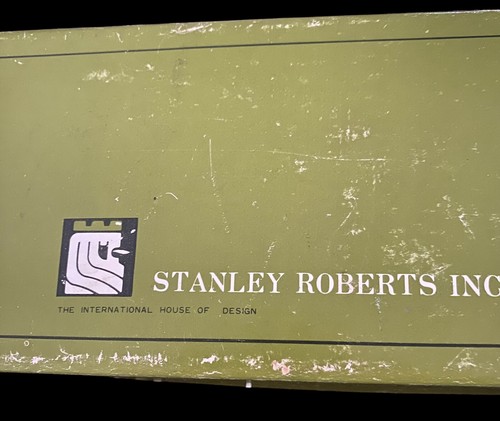 STANLEY ROBERTS INC
THE INTERNATIONAL HOUSE OF DESIGN